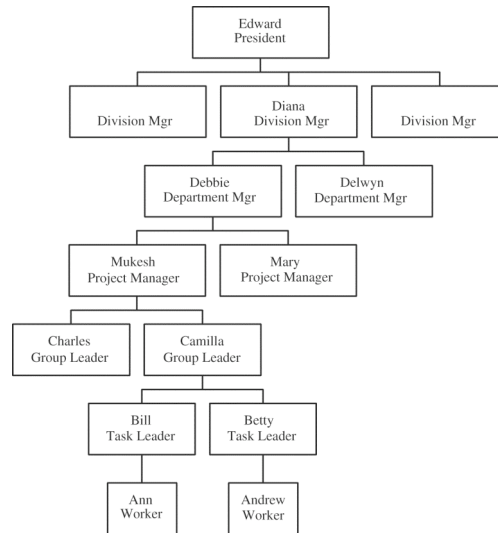 Edward
President
Division Mgr
Diana
Division Mgr
Division Mgr
Debbie
Department Mgr
Delwyn
Department Mgr
Mukesh
Project Manager
Mary
Project Manager
Charles
Group Leader
Camilla
Group Leader
Bill
Task Leader
Betty
Task Leader
Ann
Worker
Andrew
Worker